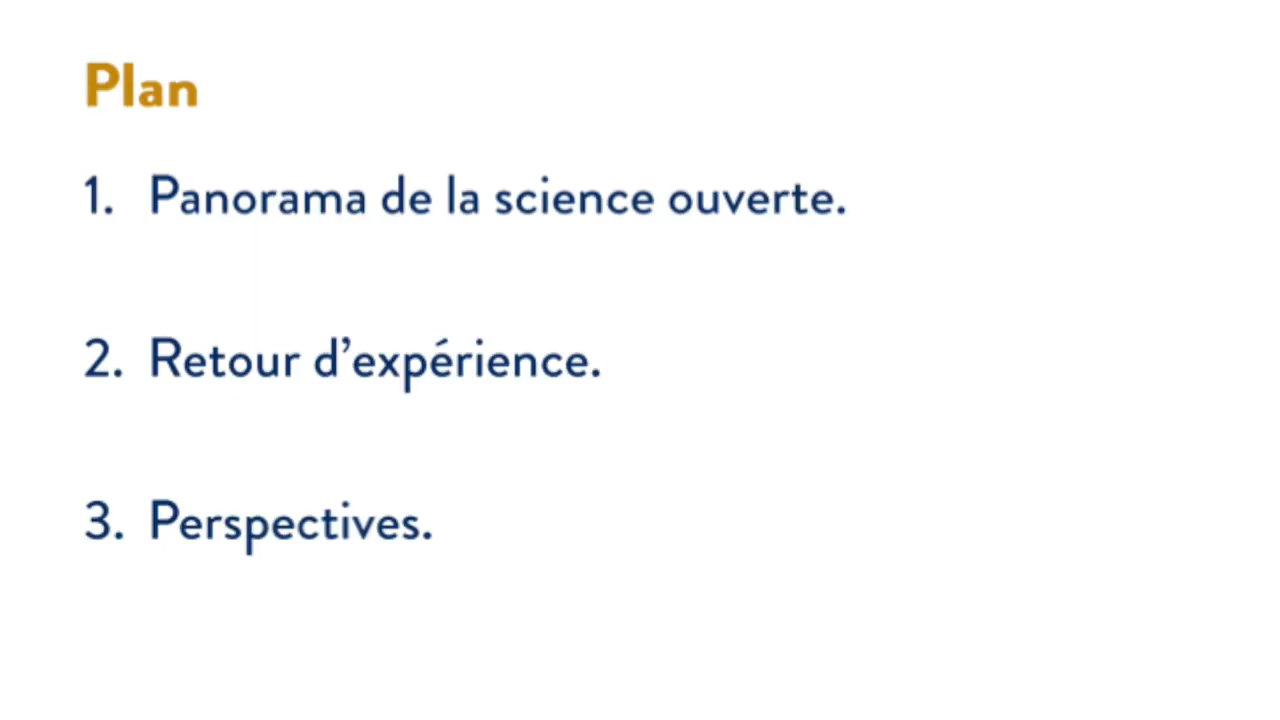 Plan
1. Panorama de la science ouverte.
2. Retour d’expérience.
3. Perspectives.